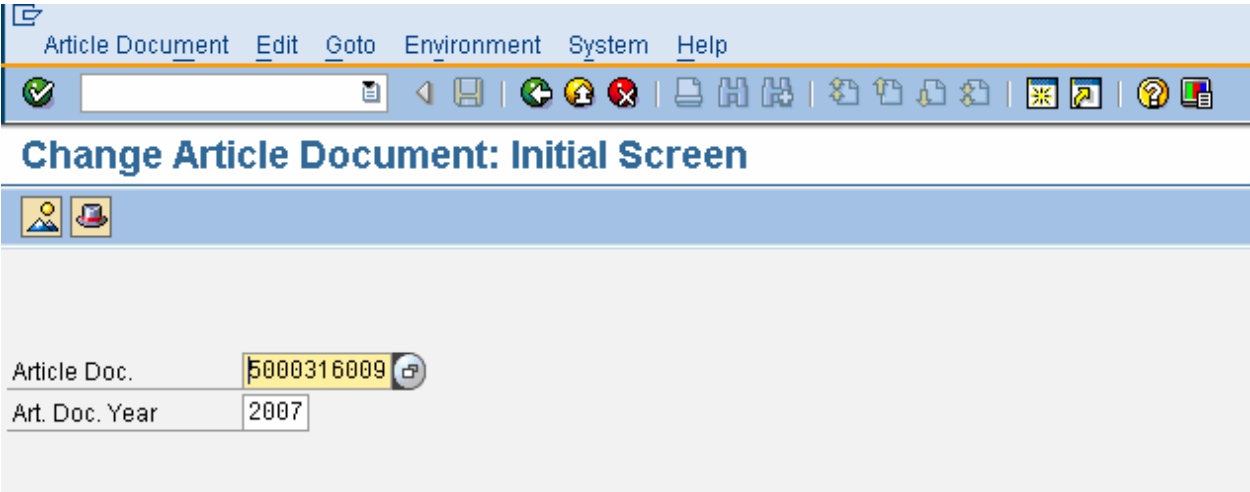 Article Document Edit Goto Environment System Help
Change Article Document: Initial Screen
Article Doc. 5000316009
Art. Doc. Year 2007